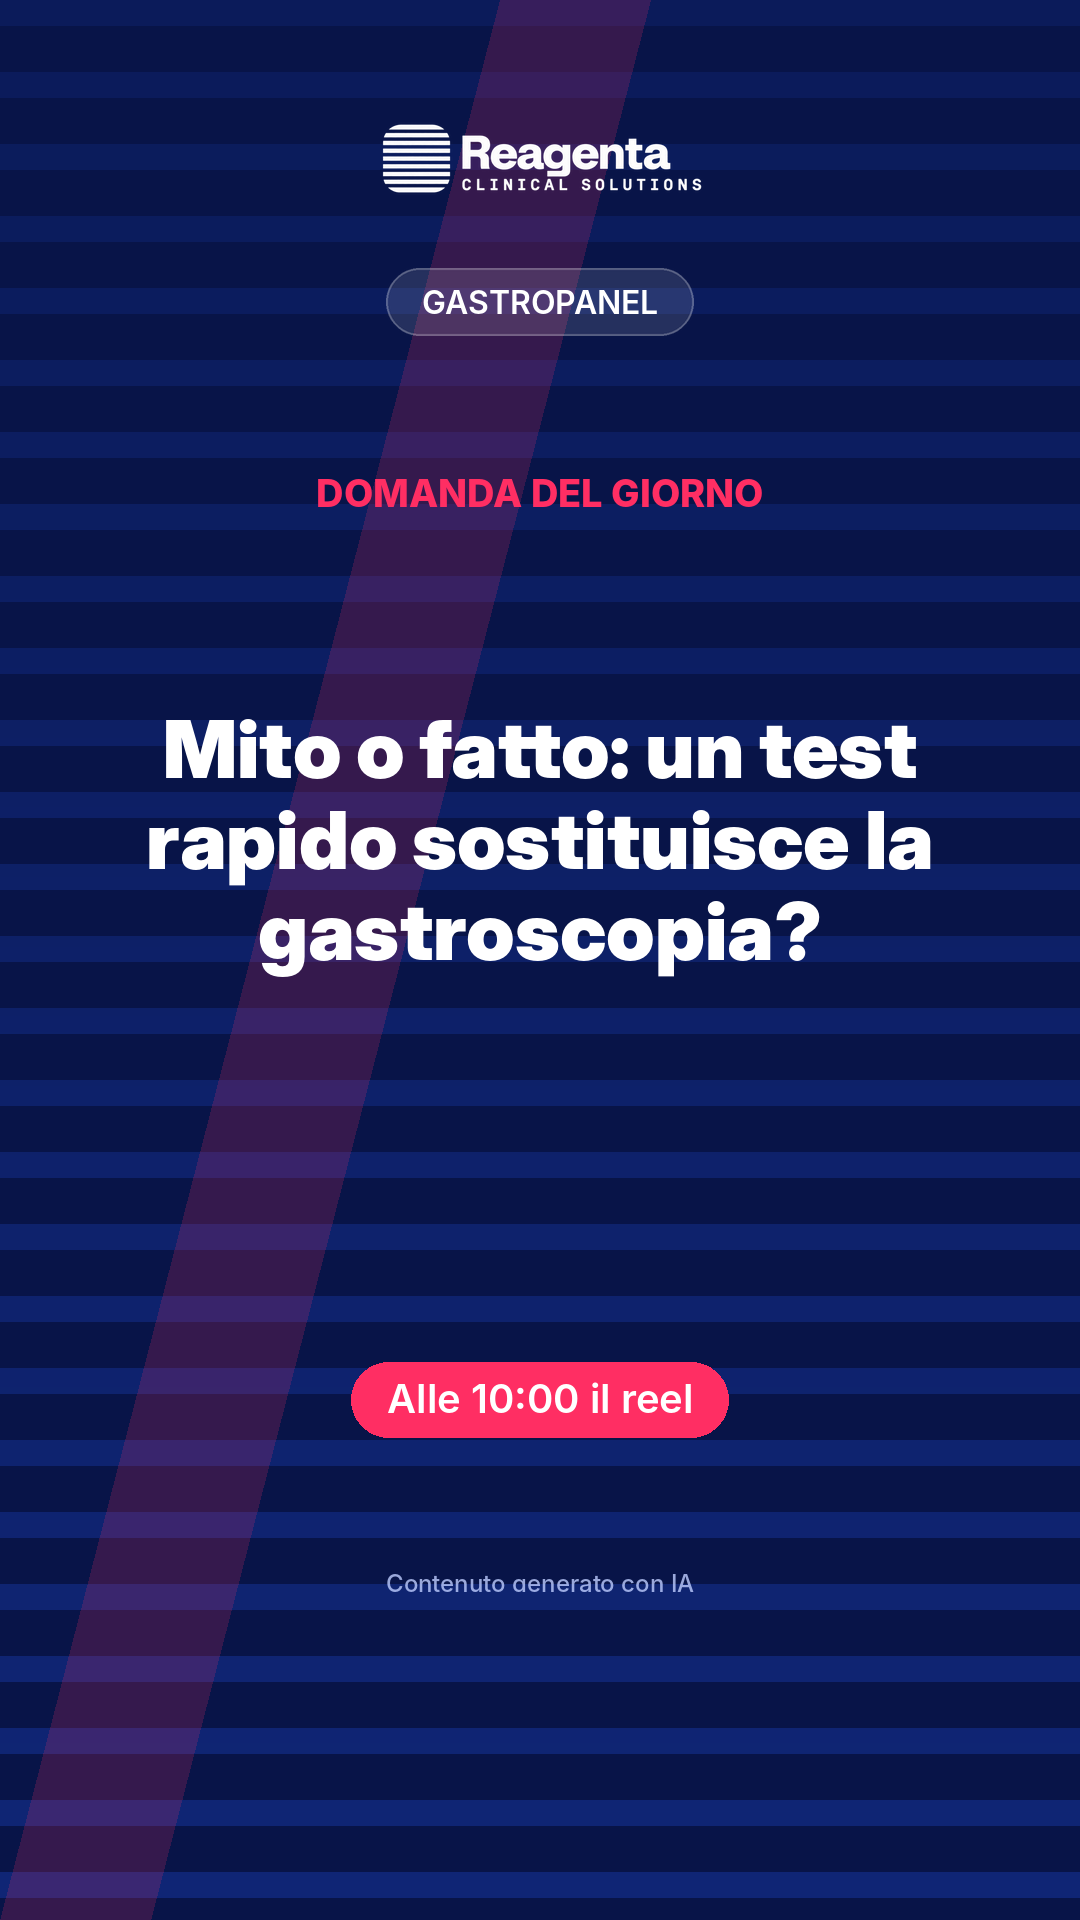 Reagenta
CLINICAL SOLUTIONS
GASTROPANEL
DOMANDA DEL GIORNO
Mito o fatto: un test
rapido sostituisce la
gastroscopia?
Alle 10:00 il reel
Contenuto generato con IA